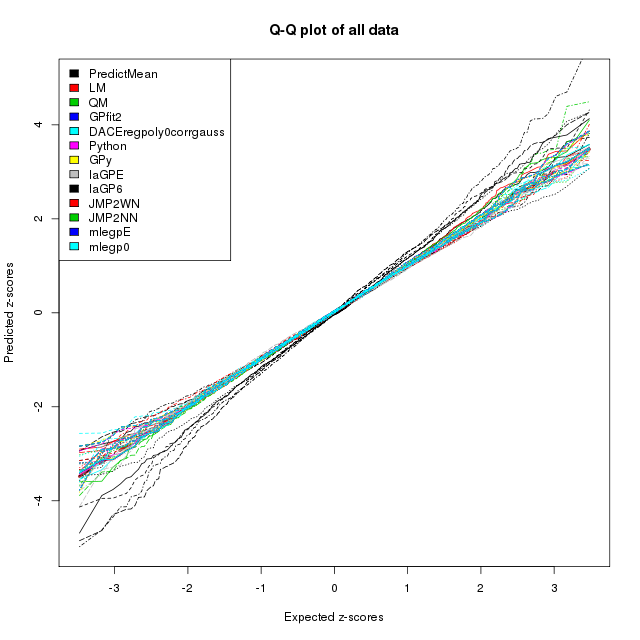 Q-Q plot of all data
PredictMean
LM
QM
GPfit2
DACEregpoly0corrgauss
Python
GPy
laGPE
laGP6
JMP2WN
JMP2NN
mlegpE
mlegp0
Predicted z-scores
4
2
0
-2
-4
-3
-2
-1
0
1
2
3
Expected z-scores